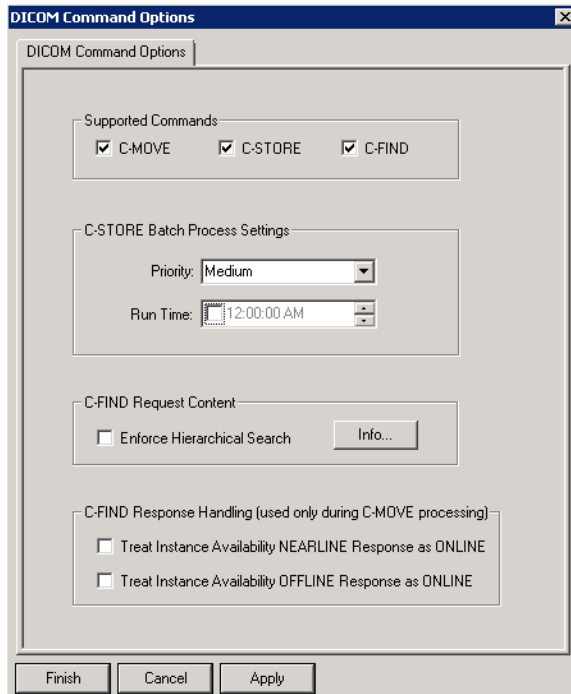 DICOM Command Options
DICOM Command Options
Supported Commands
C-MOVE C-STORE C-FIND
C-STORE Batch Process Settings
Priority: Medium
Run Time: 12:00:00 AM
C-FIND Request Content
Enforce Hierarchical Search Info...
C-FIND Response Handling (used only during C-MOVE processing)
Treat Instance Availability NEARLINE Response as ONLINE
Treat Instance Availability OFFLINE Response as ONLINE
Finish Cancel Apply